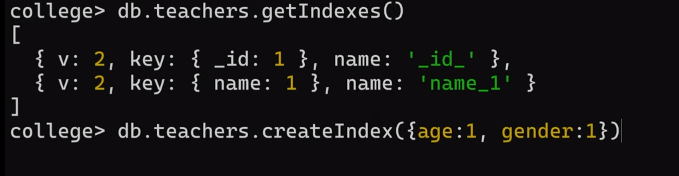 college> db.teachers.getIndexes()
[
  { v: 2, key: { _id: 1 }, name: '_id_' },
  { v: 2, key: { name: 1 }, name: 'name_1' }
]
college> db.teachers.createIndex({age:1, gender:1})